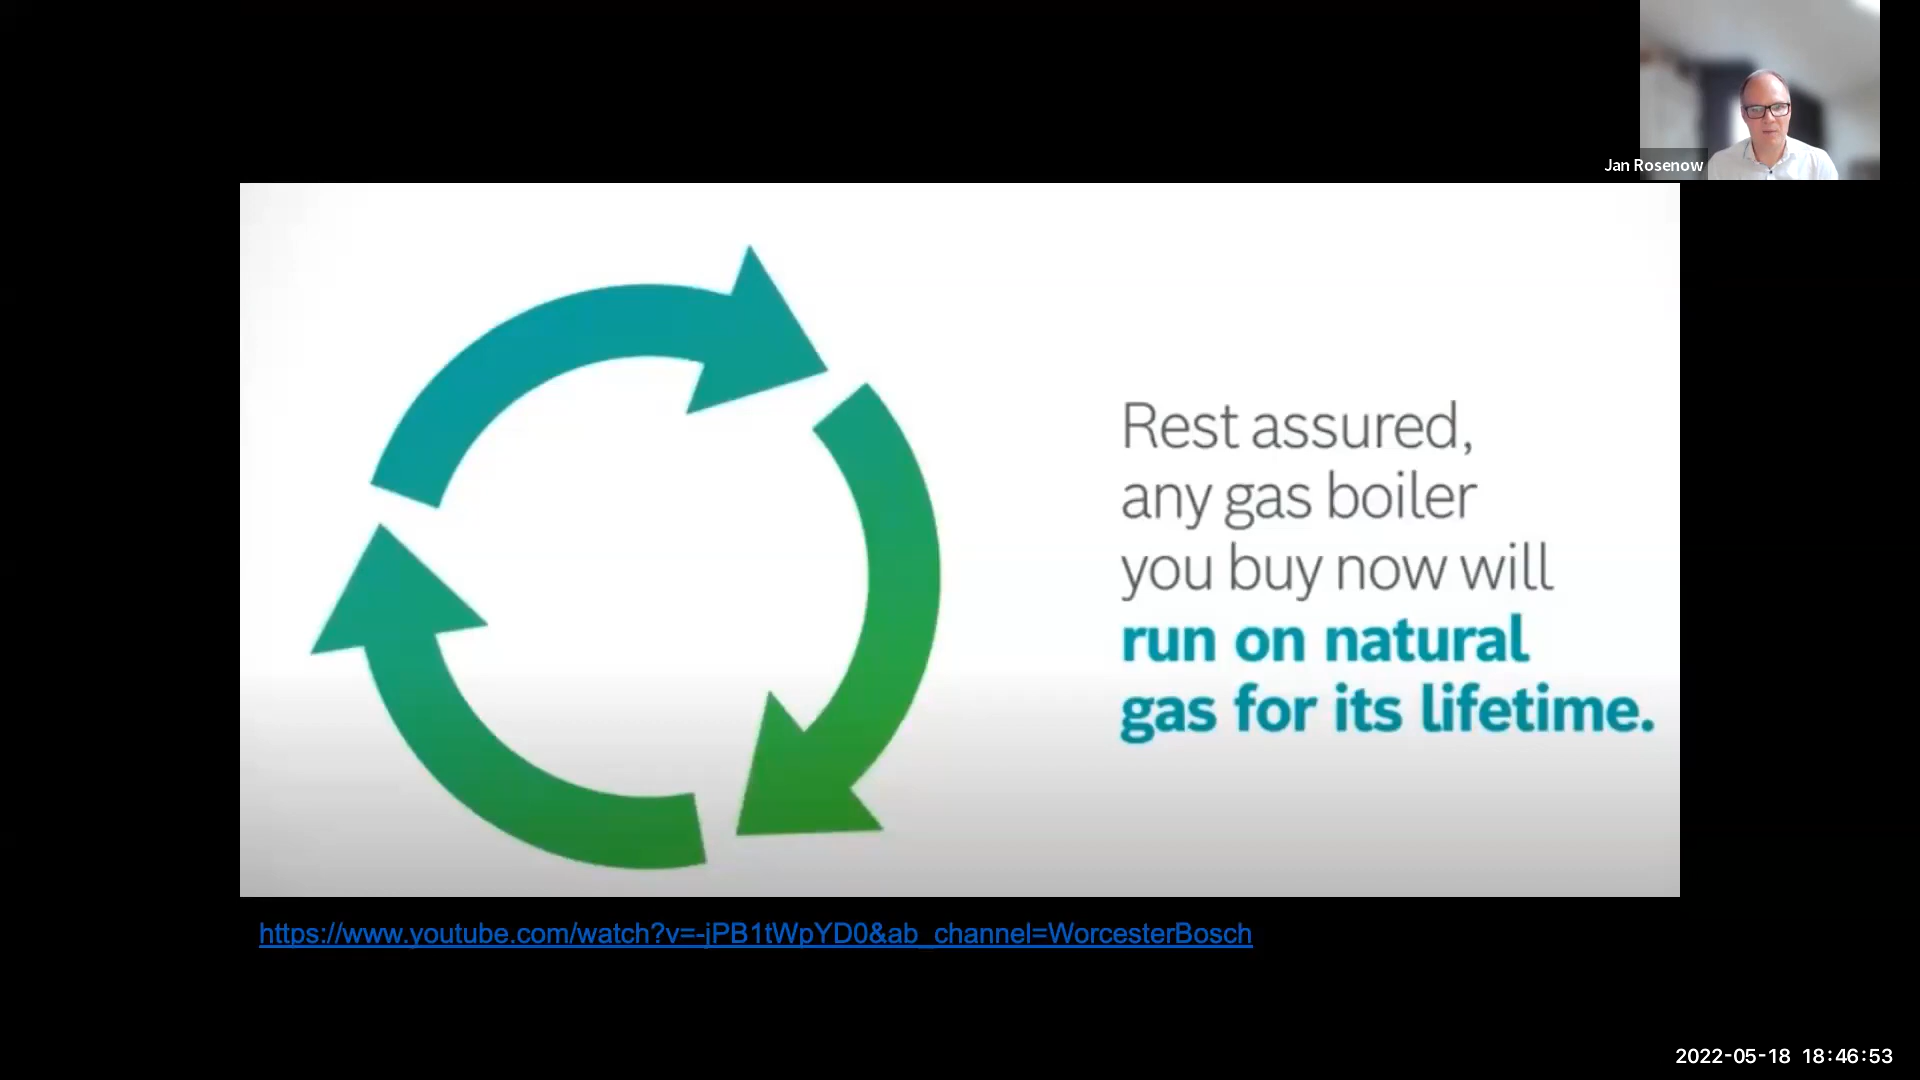 Jan Rosenow
Rest assured,
any gas boiler
you buy now will
run on natural
gas for its lifetime.
https://www.youtube.com/watch?v=-jPB1tWpYD0&ab_channel=WorcesterBosch
2022-05-18 18:46:53